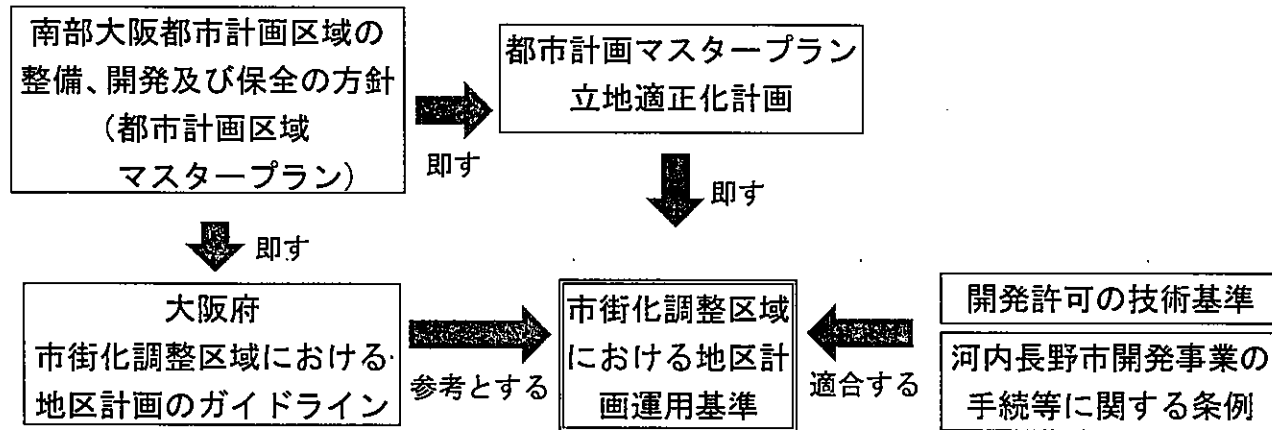 南部大阪都市計画区域の
整備、開発及び保全の方針
（都市計画区域
マスタープラン）
即す
都市計画マスタープラン
立地適正化計画
即す
即す
大阪府
市街化調整区域における
地区計画のガイドライン
参考とする
市街化調整区域
における地区計
画運用基準
適合する
開発許可の技術基準
河内長野市開発事業の
手続等に関する条例